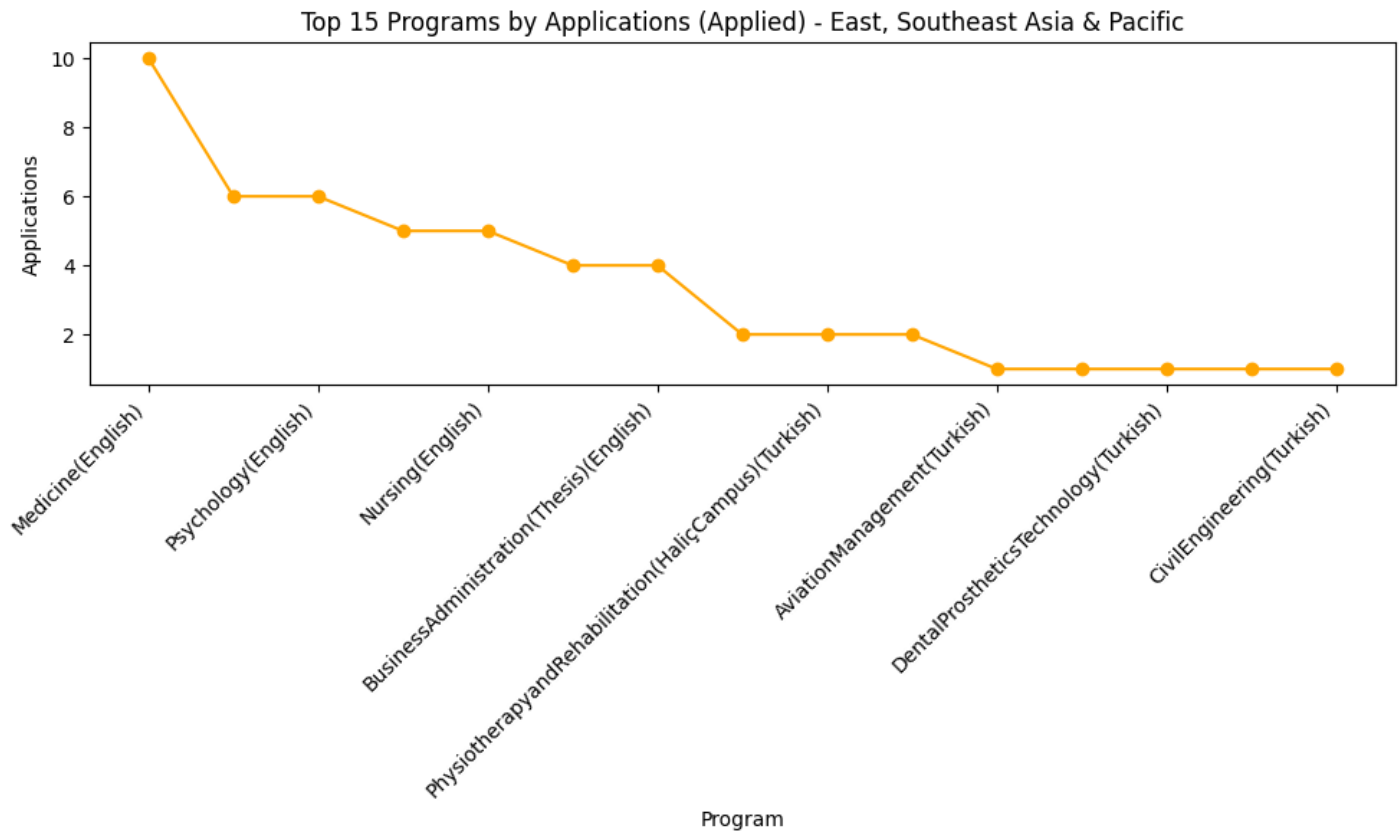 Top 15 Programs by Applications (Applied) - East, Southeast Asia & Pacific
Applications
10
8
6
4
2
Medicine(English)
Psychology(English)
Nursing(English)
BusinessAdministration(Thesis)(English)
PhysiotherapyandRehabilitation(HaliçCampus)(Turkish)
AviationManagement(Turkish)
DentalProstheticsTechnology(Turkish)
CivilEngineering(Turkish)
Program